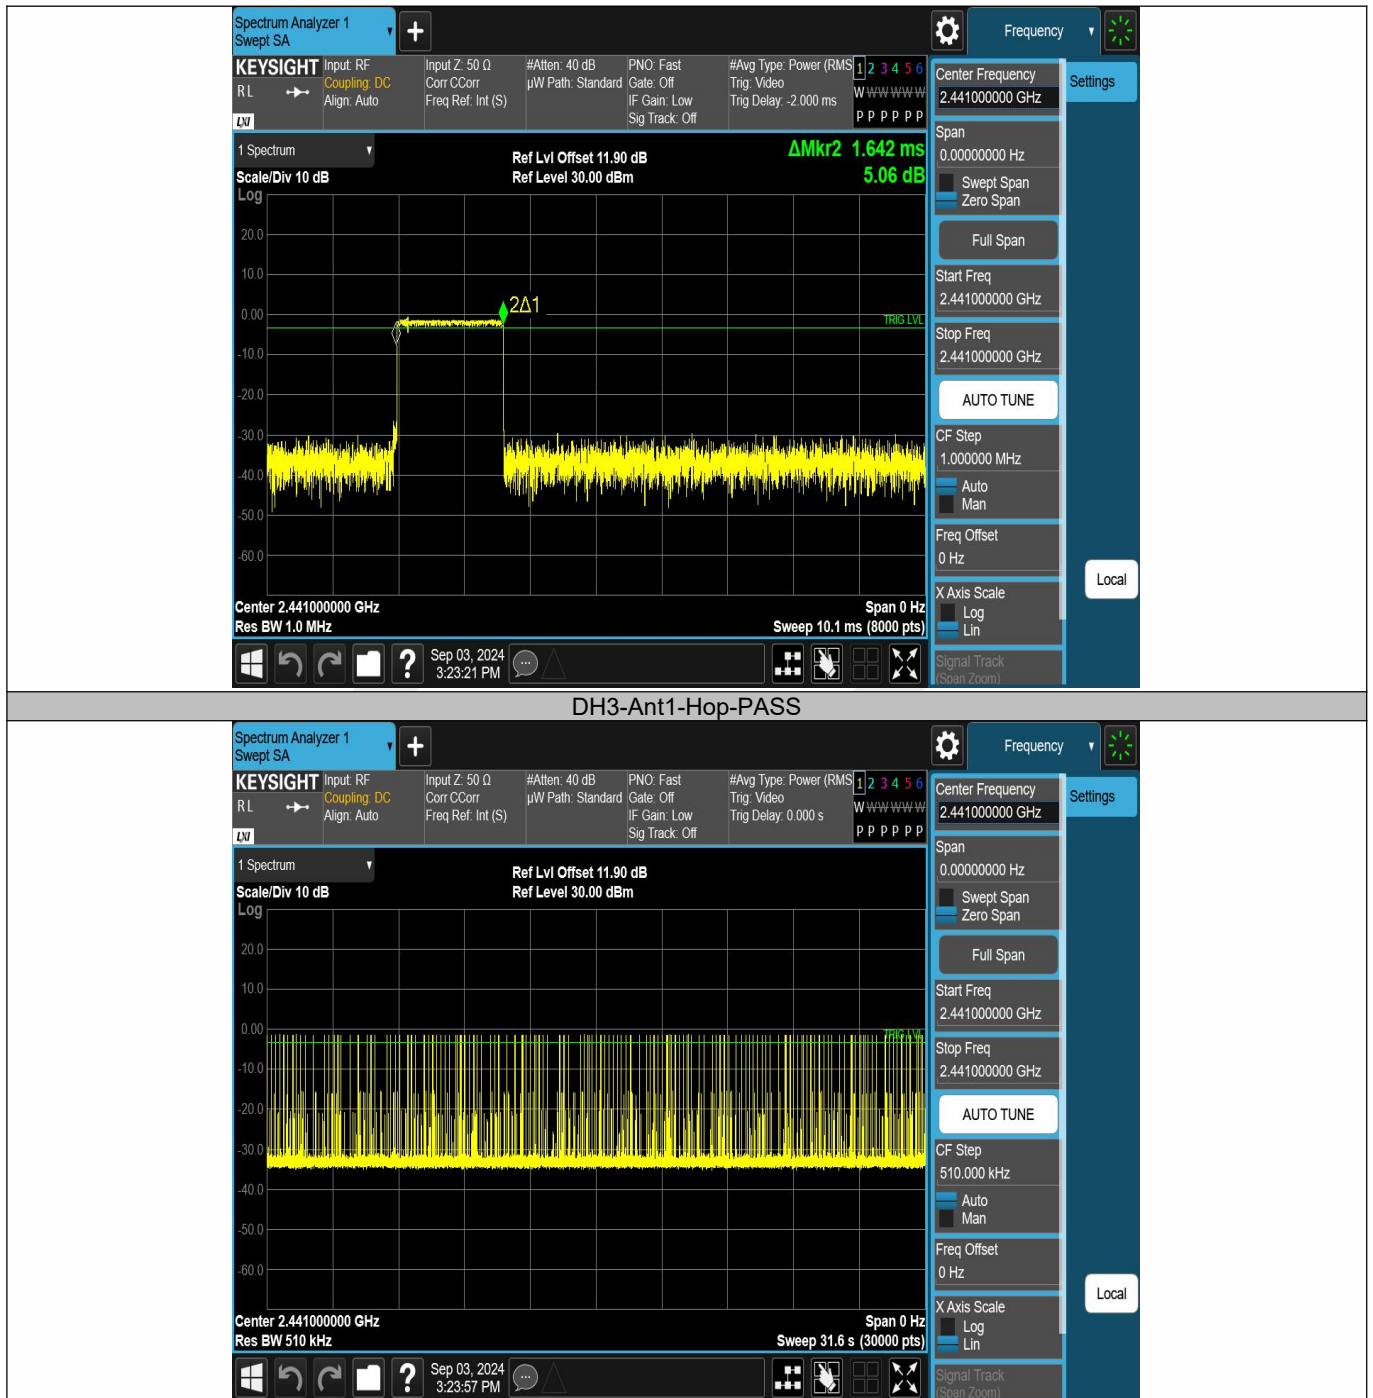 Spectrum Analyzer 1
Swept SA
+
Frequency
KEYSIGHT
RL
LXI
Input: RF
Coupling: DC
Align: Auto
Input Z: 50 Ω
Corr CCorr
Freq Ref: Int (S)
#Atten: 40 dB
µW Path: Standard
PNO: Fast
Gate: Off
IF Gain: Low
Sig Track: Off
#Avg Type: Power (RMS
Trig: Video
Trig Delay: -2.000 ms
1 2 3 4 5 6
W W W W W W
P P P P P P
Center Frequency
2.441000000 GHz
Settings
1 Spectrum
Scale/Div 10 dB
Log
Ref Lvl Offset 11.90 dB
Ref Level 30.00 dBm
ΔMkr2 1.642 ms
5.06 dB
20.0
10.0
0.00
-10.0
-20.0
-30.0
-40.0
-50.0
-60.0
2Δ1
TRIG LVL
Span
0.00000000 Hz
Swept Span
Zero Span
Full Span
Start Freq
2.441000000 GHz
Stop Freq
2.441000000 GHz
AUTO TUNE
CF Step
1.000000 MHz
Auto
Man
Freq Offset
0 Hz
X Axis Scale
Log
Lin
Signal Track
(Span Zoom)
Local
Center 2.441000000 GHz
Res BW 1.0 MHz
Span 0 Hz
Sweep 10.1 ms (8000 pts)
?
Sep 03, 2024
3:23:21 PM
DH3-Ant1-Hop-PASS
Spectrum Analyzer 1
Swept SA
+
Frequency
KEYSIGHT
RL
LXI
Input: RF
Coupling: DC
Align: Auto
Input Z: 50 Ω
Corr CCorr
Freq Ref: Int (S)
#Atten: 40 dB
µW Path: Standard
PNO: Fast
Gate: Off
IF Gain: Low
Sig Track: Off
#Avg Type: Power (RMS
Trig: Video
Trig Delay: 0.000 s
1 2 3 4 5 6
W W W W W W
P P P P P P
Center Frequency
2.441000000 GHz
Settings
1 Spectrum
Scale/Div 10 dB
Log
Ref Lvl Offset 11.90 dB
Ref Level 30.00 dBm
20.0
10.0
0.00
-10.0
-20.0
-30.0
-40.0
-50.0
-60.0
TRIG LVL
Span
0.00000000 Hz
Swept Span
Zero Span
Full Span
Start Freq
2.441000000 GHz
Stop Freq
2.441000000 GHz
AUTO TUNE
CF Step
510.000 kHz
Auto
Man
Freq Offset
0 Hz
X Axis Scale
Log
Lin
Signal Track
(Span Zoom)
Local
Center 2.441000000 GHz
Res BW 510 kHz
Span 0 Hz
Sweep 31.6 s (30000 pts)
?
Sep 03, 2024
3:23:57 PM